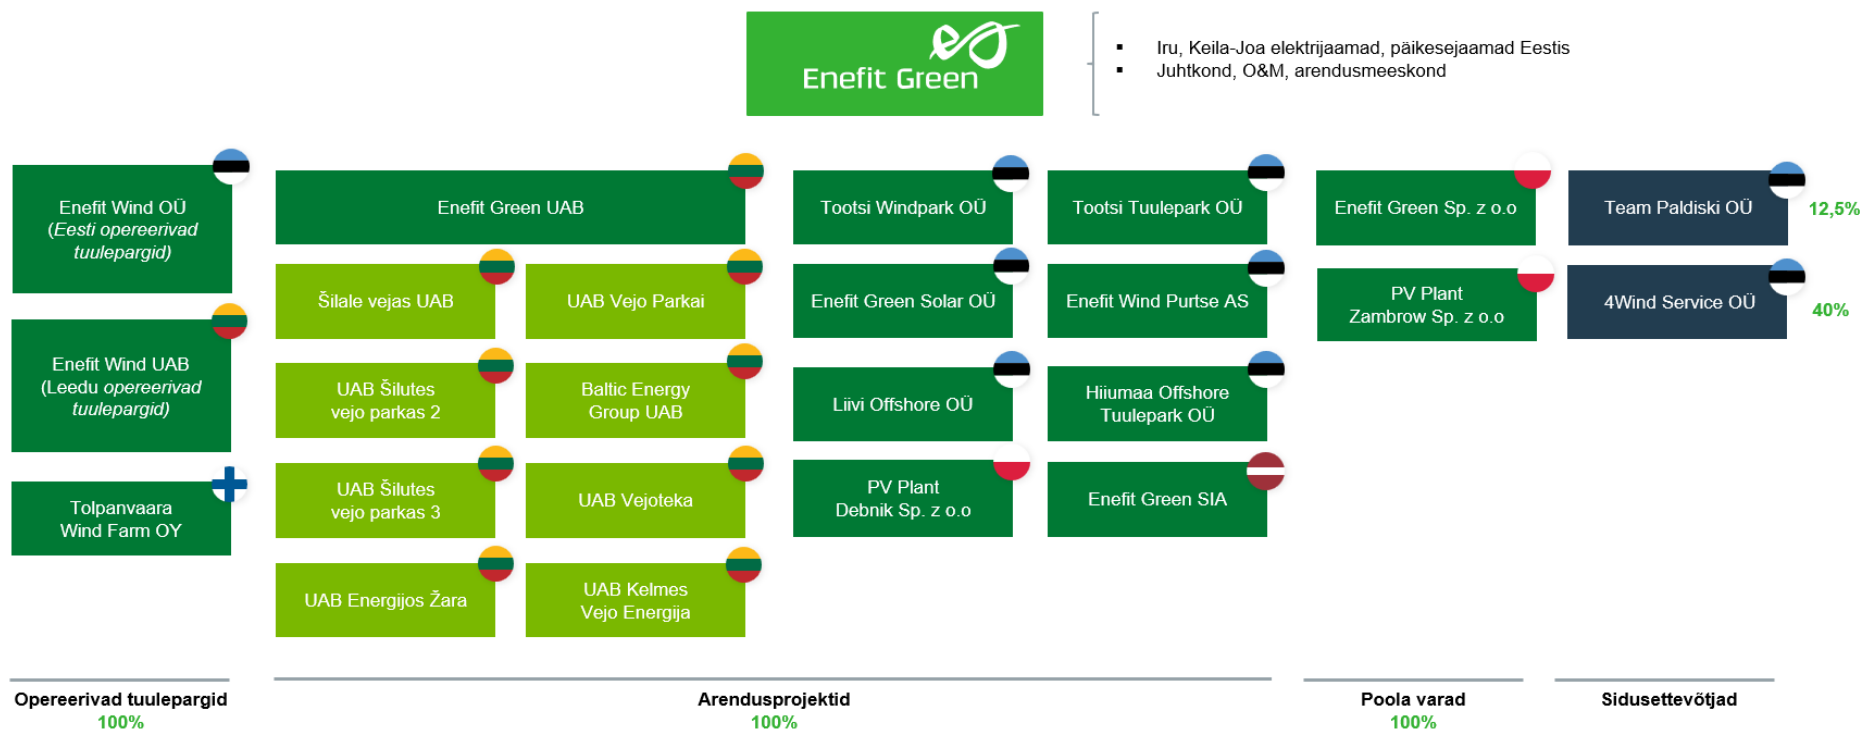 Enefit Green
▪ Iru, Keila-Joa elektrijaamad, päikesejaamad Eestis
▪ Juhtkond, O&M, arendusmeeskond
Enefit Wind OÜ
(Eesti opereerivad
tuulepargid)
Enefit Wind UAB
(Leedu opereerivad
tuulepargid)
Tolpanvaara
Wind Farm OY
Enefit Green UAB
Šilale vejas UAB
UAB Vejo Parkai
UAB Šilutes
vejo parkas 2
Baltic Energy
Group UAB
UAB Šilutes
vejo parkas 3
UAB Vejoteka
UAB Energijos Žara
UAB Kelmes
Vejo Energija
Tootsi Windpark OÜ
Tootsi Tuulepark OÜ
Enefit Green Solar OÜ
Enefit Wind Purtse AS
Liivi Offshore OÜ
Hiiumaa Offshore
Tuulepark OÜ
PV Plant
Debnik Sp. z o.o
Enefit Green SIA
Enefit Green Sp. z o.o
PV Plant
Zambrow Sp. z o.o
Team Paldiski OÜ
12,5%
4Wind Service OÜ
40%
Opereerivad tuulepargid
100%
Arendusprojektid
100%
Poola varad
100%
Sidusettevõtjad